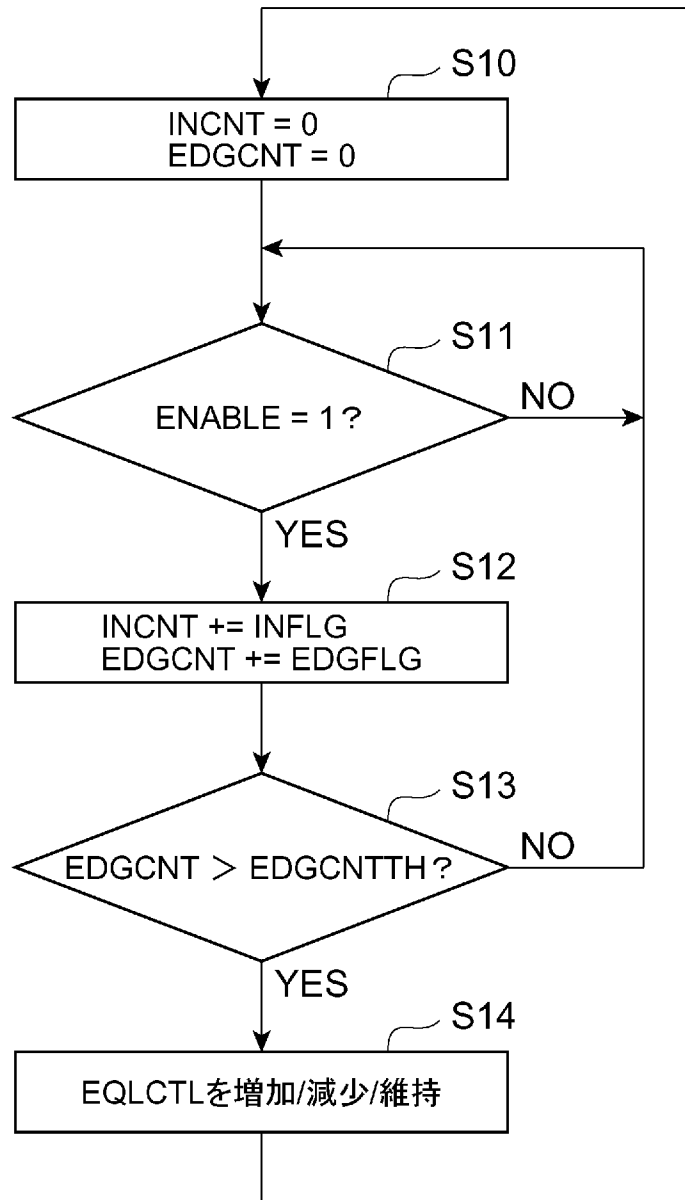 S10
INCNT = 0
EDGCNT = 0
S11
ENABLE = 1？
NO
YES
S12
INCNT += INFLG
EDGCNT += EDGFLG
S13
EDGCNT ＞ EDGCNTTH？
NO
YES
S14
EQLCTLを増加/減少/維持